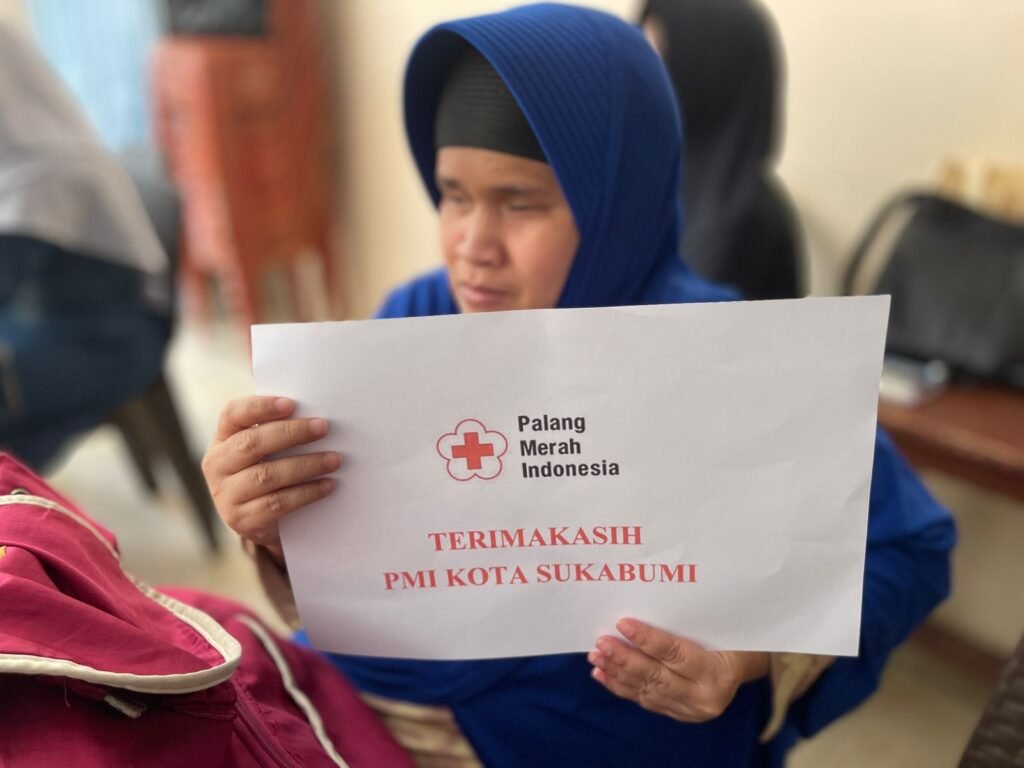 Palang
Merah
Indonesia
TERIMAKASIH
PMI KOTA SUKABUMI